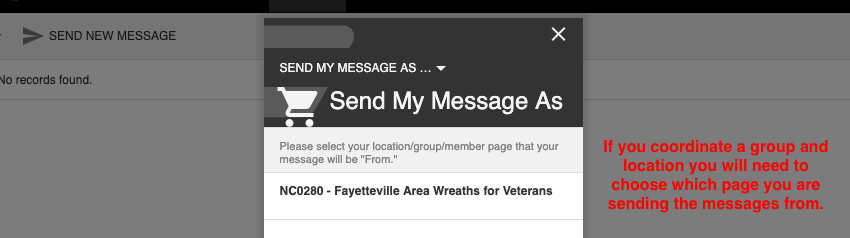 SEND NEW MESSAGE
No records found.
SEND MY MESSAGE AS ...
Send My Message As
Please select your location/group/member page that your
message will be "From."
NC0280 - Fayetteville Area Wreaths for Veterans
If you coordinate a group and
location you will need to
choose which page you are
sending the messages from.